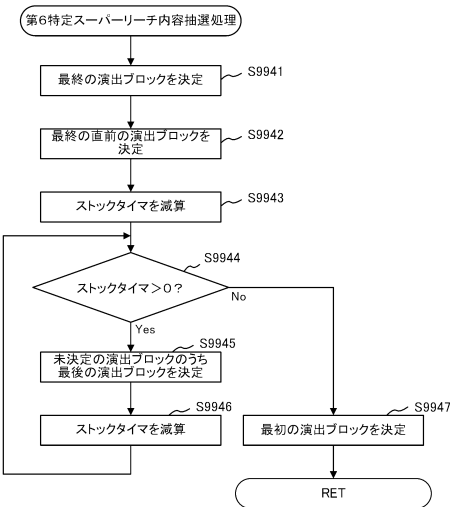 第6特定スーパーリーチ内容抽選処理
最終の演出ブロックを決定
S9941
最終の直前の演出ブロックを
決定
S9942
ストックタイマを減算
S9943
ストックタイマ>0?
S9944
No
Yes
未決定の演出ブロックのうち
最後の演出ブロックを決定
S9945
ストックタイマを減算
S9946
最初の演出ブロックを決定
S9947
RET